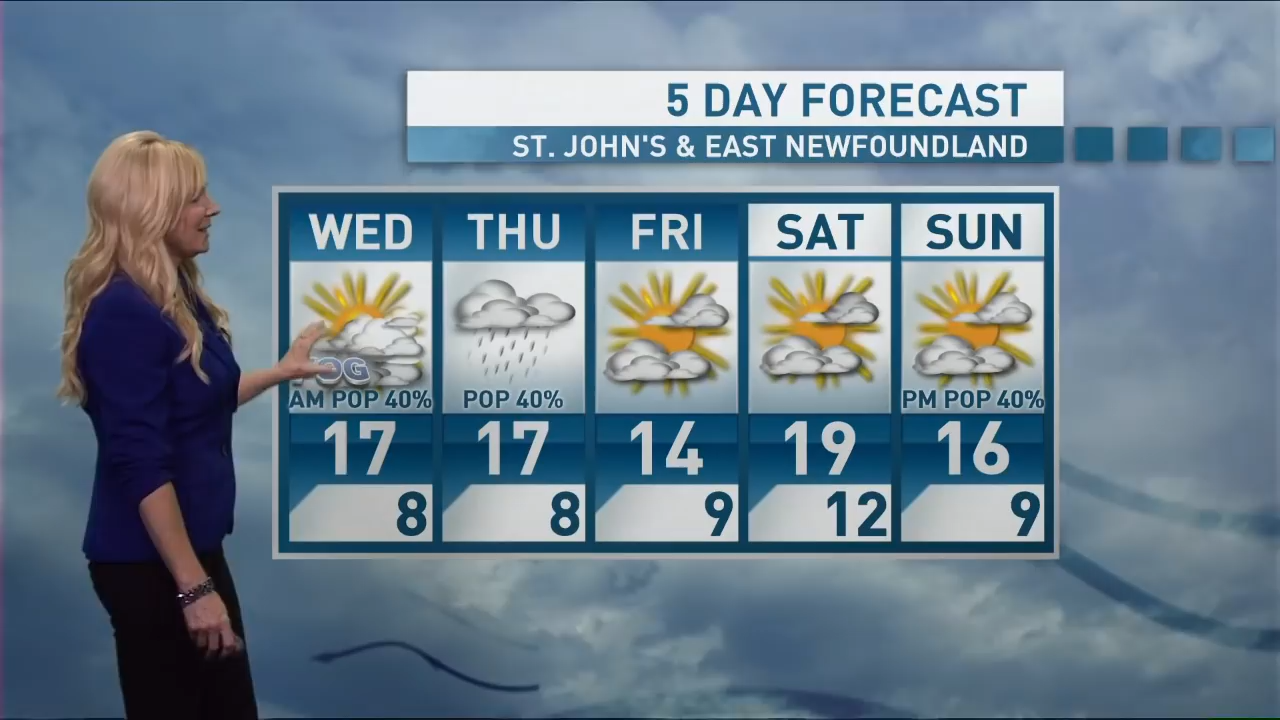 5 DAY FORECAST
ST. JOHN'S & EAST NEWFOUNDLAND
WED THU FRI SAT SUN
FOG
AM POP 40% POP 40% PM POP 40%
17 17 14 19 16
8 8 9 12 9